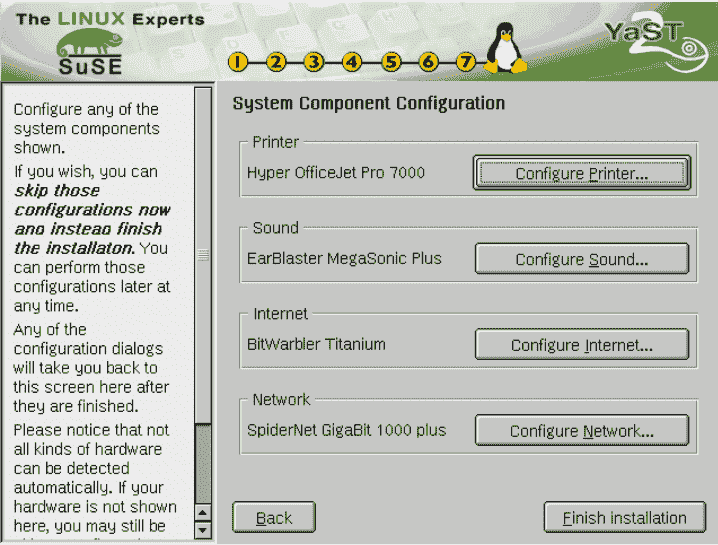 The LINUX Experts
SuSE
1 2 3 4 5 6 7
YaST
2
Configure any of the
system components
shown.
If you wish, you can
skip those
configurations now
and instead finish
the installaton. You
can perform those
configurations later at
any time.
Any of the
configuration dialogs
will take you back to
this screen here after
they are finished.
Please notice that not
all kinds of hardware
can be detected
automatically. If your
hardware is not shown
here, you may still be
System Component Configuration
Printer
Hyper OfficeJet Pro 7000
Configure Printer...
Sound
EarBlaster MegaSonic Plus
Configure Sound...
Internet
BitWarbler Titanium
Configure Internet...
Network
SpiderNet GigaBit 1000 plus
Configure Network...
Back
Finish installation